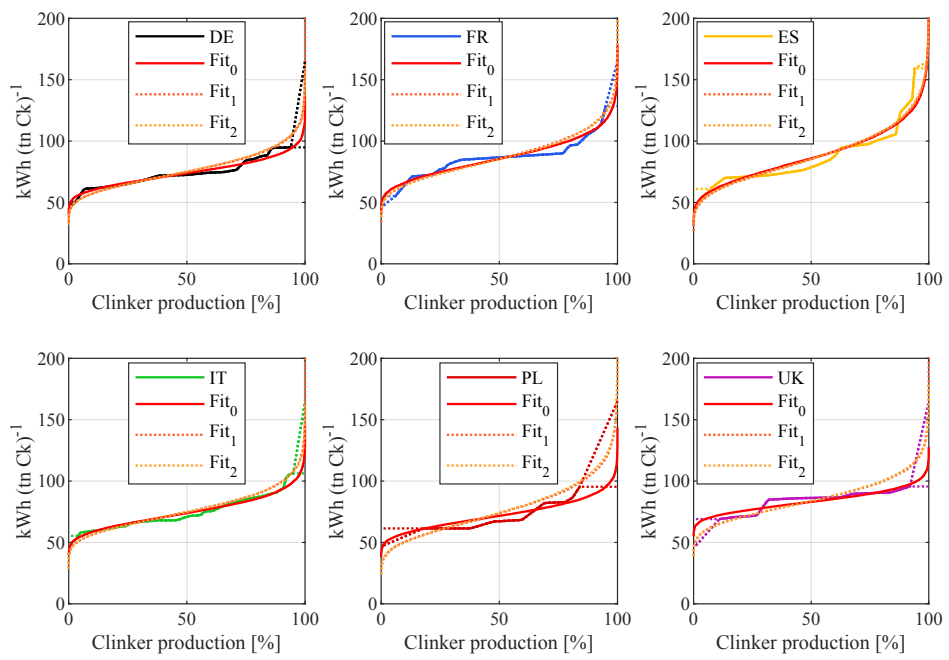 200
150
100
50
0
kWh (tn Ck)⁻¹
DE
Fit₀
Fit₁
Fit₂
0 50 100
Clinker production [%]
200
150
100
50
0
kWh (tn Ck)⁻¹
FR
Fit₀
Fit₁
Fit₂
0 50 100
Clinker production [%]
200
150
100
50
0
kWh (tn Ck)⁻¹
ES
Fit₀
Fit₁
Fit₂
0 50 100
Clinker production [%]
200
150
100
50
0
kWh (tn Ck)⁻¹
IT
Fit₀
Fit₁
Fit₂
0 50 100
Clinker production [%]
200
150
100
50
0
kWh (tn Ck)⁻¹
PL
Fit₀
Fit₁
Fit₂
0 50 100
Clinker production [%]
200
150
100
50
0
kWh (tn Ck)⁻¹
UK
Fit₀
Fit₁
Fit₂
0 50 100
Clinker production [%]